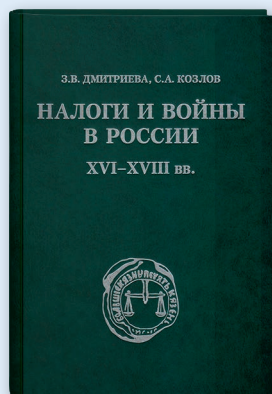 З.В. ДМИТРИЕВА, С.А. КОЗЛОВ
НАЛОГИ И ВОЙНЫ
В РОССИИ
XVI–XVIII вв.